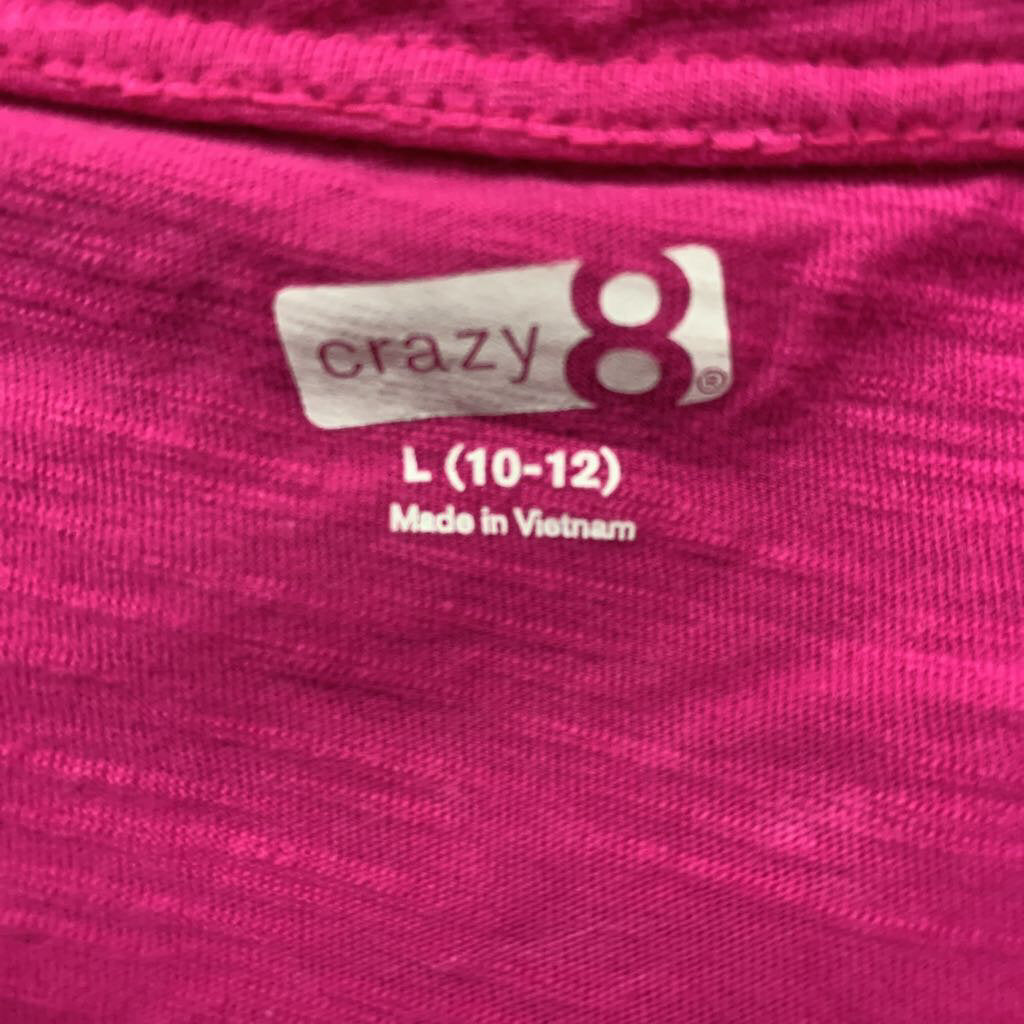 crazy 8®
L (10-12)
Made in Vietnam